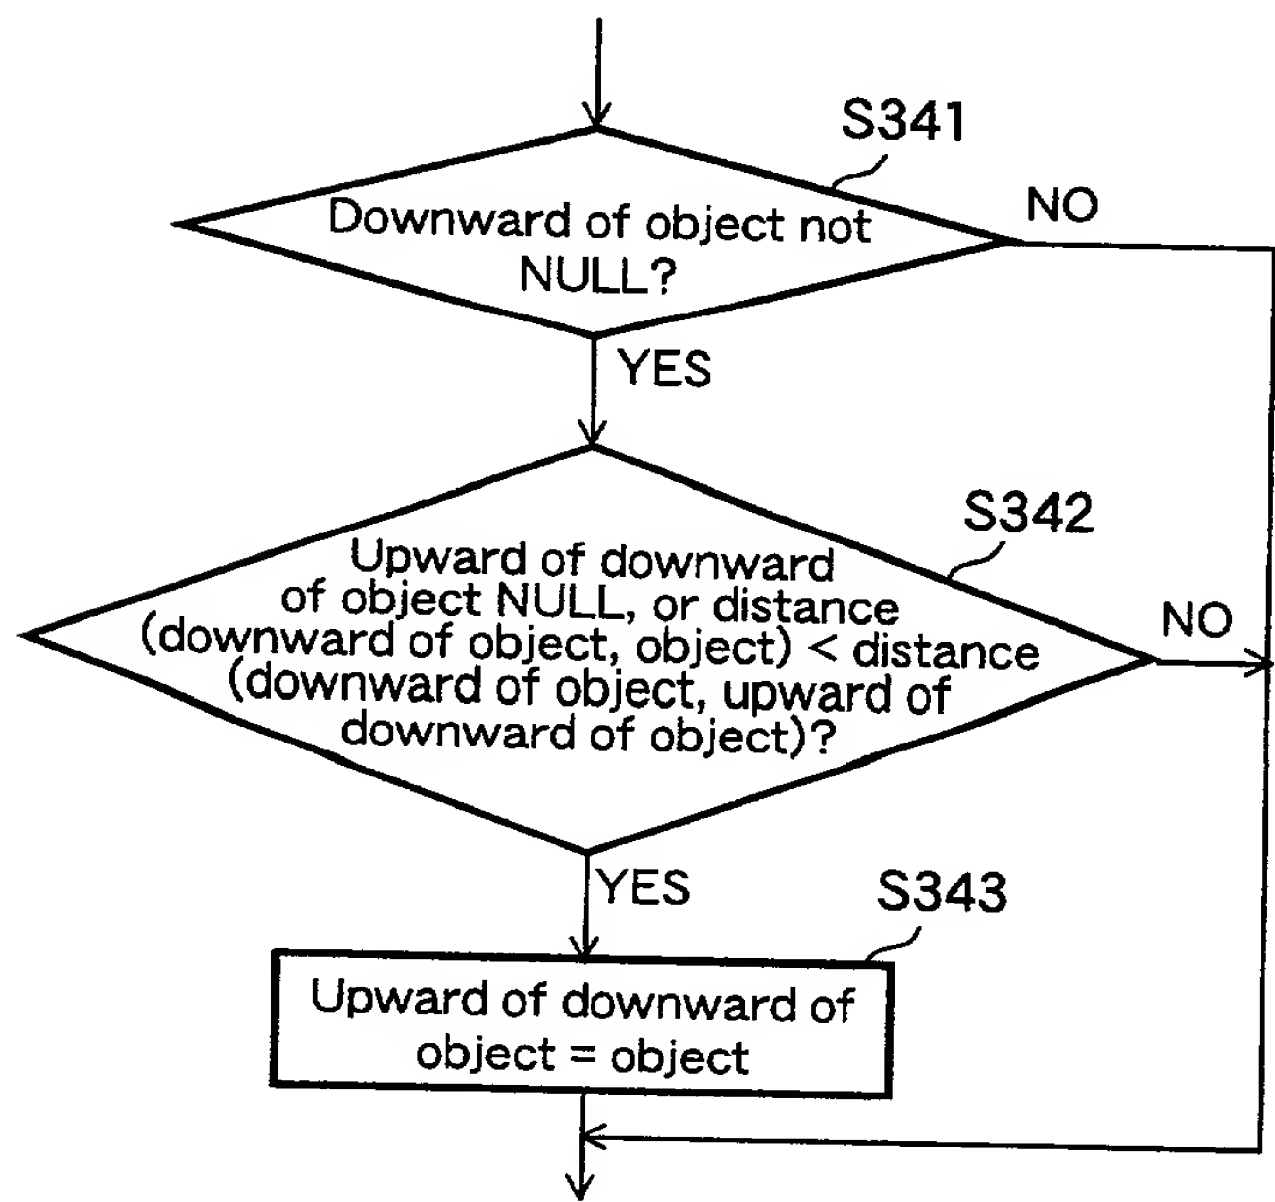 S341
Downward of object not
NULL?
NO
YES
S342
Upward of downward
of object NULL, or distance
(downward of object, object) < distance
(downward of object, upward of
downward of object)?
NO
YES
S343
Upward of downward of
object = object